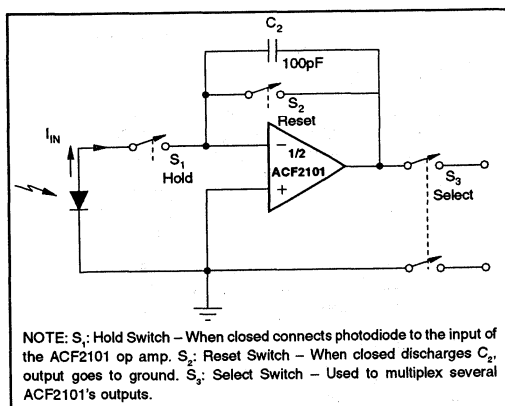 C2
100pF
S2
Reset
IIN
S1
Hold
−
1/2
ACF2101
+
S3
Select
NOTE: S1: Hold Switch – When closed connects photodiode to the input of
the ACF2101 op amp. S2: Reset Switch – When closed discharges C2,
output goes to ground. S3: Select Switch – Used to multiplex several
ACF2101's outputs.